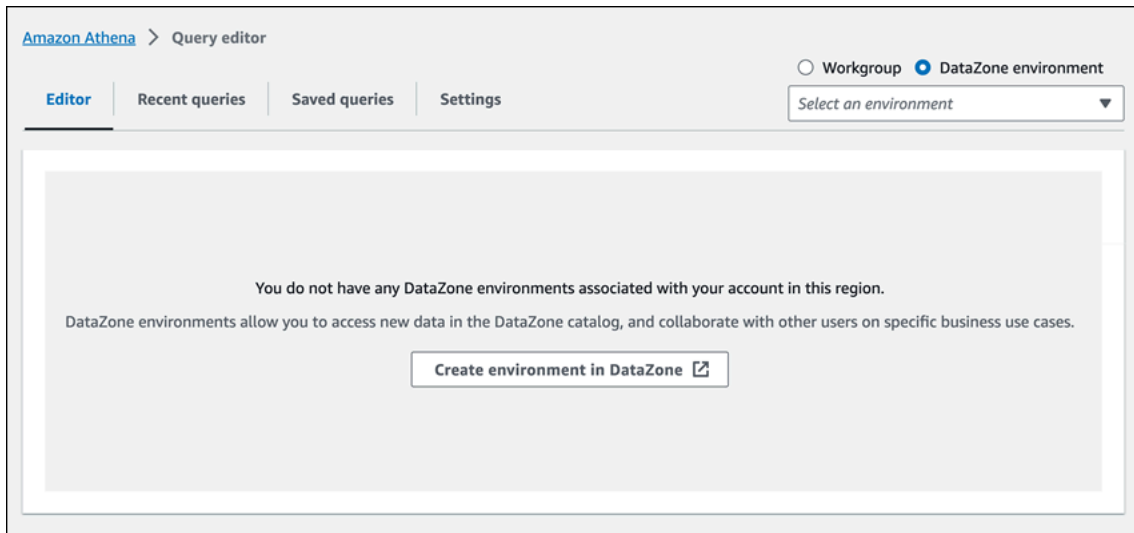 Amazon Athena > Query editor
Workgroup DataZone environment
Editor Recent queries Saved queries Settings
Select an environment
You do not have any DataZone environments associated with your account in this region.
DataZone environments allow you to access new data in the DataZone catalog, and collaborate with other users on specific business use cases.
Create environment in DataZone